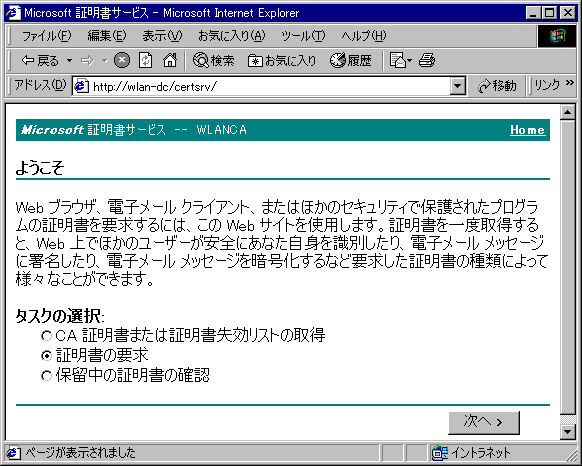 Microsoft 証明書サービス - Microsoft Internet Explorer
ファイル(F) 編集(E) 表示(V) お気に入り(A) ツール(T) ヘルプ(H)
戻る 検索 お気に入り 履歴
アドレス(D) http://wlan-dc/certsrv/ 移動 リンク »
Microsoft 証明書サービス -- WLANCA Home
ようこそ
Web ブラウザ、電子メール クライアント、またはほかのセキュリティで保護されたプログラ
ムの証明書を要求するには、この Web サイトを使用します。証明書を一度取得する
と、Web 上でほかのユーザーが安全にあなた自身を識別したり、電子メール メッセージ
に署名したり、電子メール メッセージを暗号化するなど要求した証明書の種類によって
様々なことができます。
タスクの選択:
CA 証明書または証明書失効リストの取得
証明書の要求
保留中の証明書の確認
次へ >
ページが表示されました イントラネット